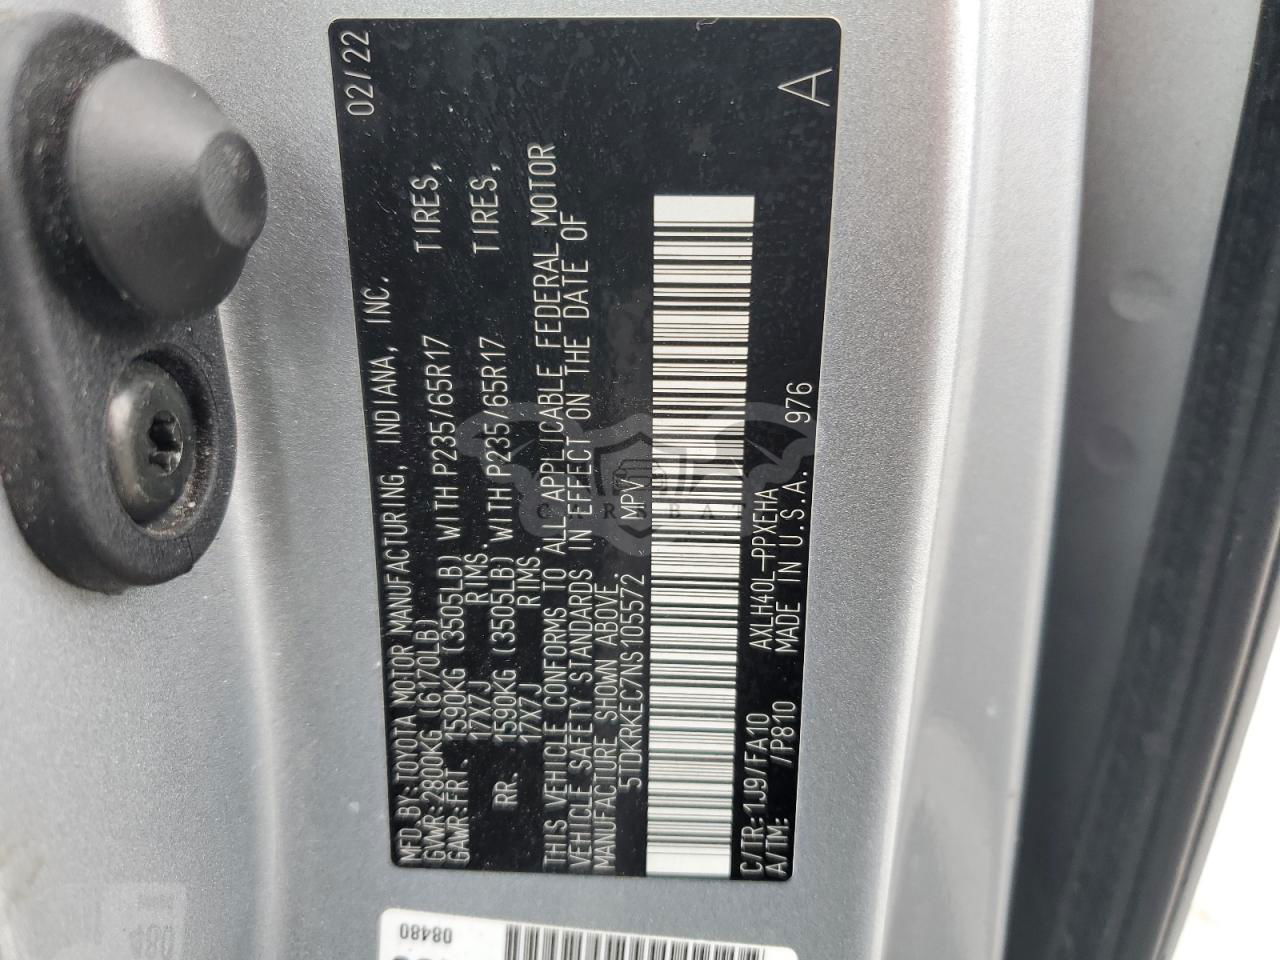 MFD. BY: TOYOTA MOTOR MANUFACTURING, INDIANA, INC. 02/22
GVWR: 2800KG (6170LB)
GAWR: FRT. 1590KG (3505LB) WITH P235/65R17 TIRES,
17X7J RIMS.
RR. 1590KG (3505LB) WITH P235/65R17 TIRES,
17X7J RIMS.
THIS VEHICLE CONFORMS TO ALL APPLICABLE FEDERAL MOTOR
VEHICLE SAFETY STANDARDS IN EFFECT ON THE DATE OF
MANUFACTURE SHOWN ABOVE.
5TDKRKEC7NS105572 MPV
C/TR: 1J9/FA10 AXLH40L-PPXEHA A
A/TM: /P810 MADE IN U.S.A. 976
CARSBAT
08480